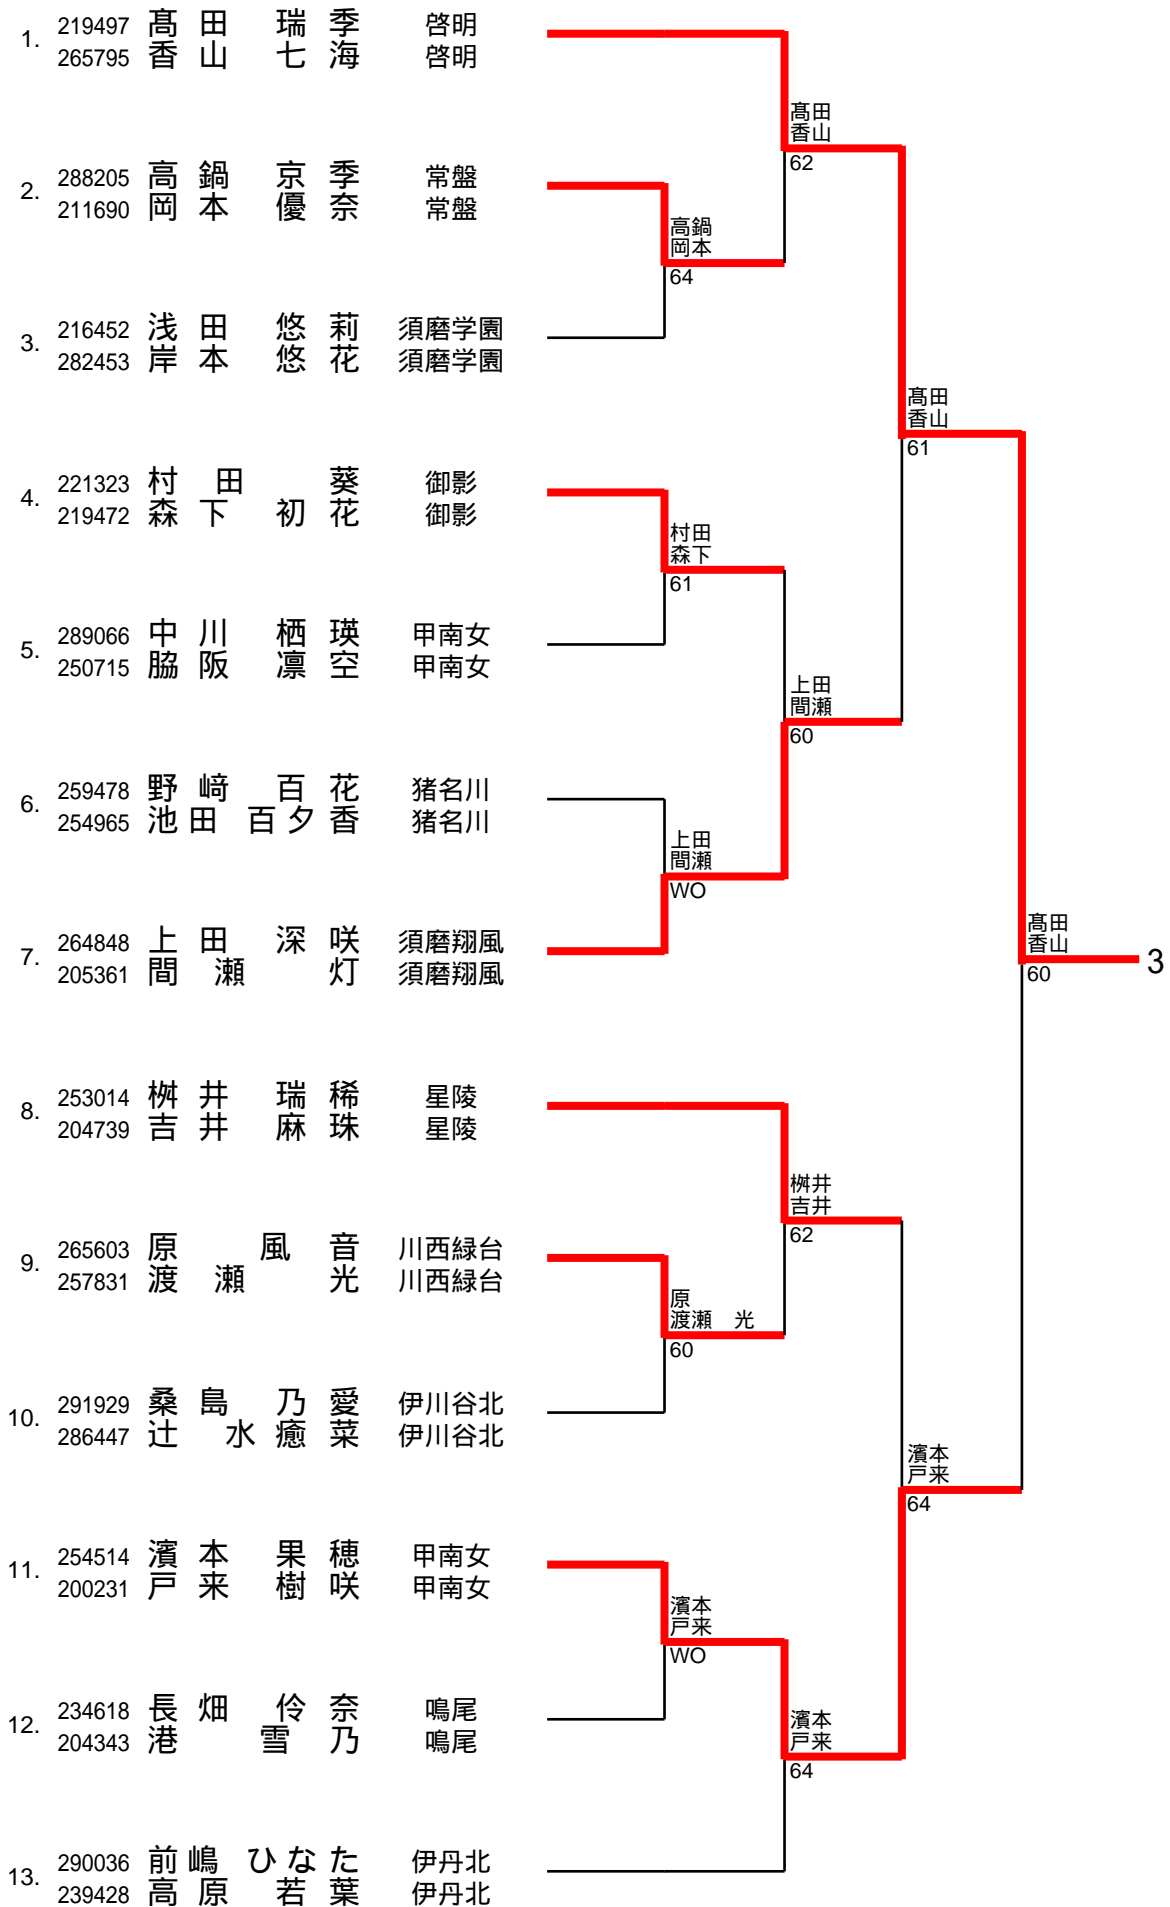 1. 219497 髙田 瑞季 啓明
265795 香山 七海 啓明
髙田
香山
62
2. 288205 高鍋 京季 常盤
211690 岡本 優奈 常盤
高鍋
岡本
64
3. 216452 浅田 悠莉 須磨学園
282453 岸本 悠花 須磨学園
髙田
香山
61
4. 221323 村田 葵 御影
219472 森下 初花 御影
村田
森下
61
5. 289066 中川 栖瑛 甲南女
250715 脇阪 凛空 甲南女
上田
間瀬
60
6. 259478 野﨑 百花 猪名川
254965 池田 百夕香 猪名川
上田
間瀬
WO
7. 264848 上田 深咲 須磨翔風
205361 間瀬 灯 須磨翔風
髙田
香山
60
3
8. 253014 桝井 瑞稀 星陵
204739 吉井 麻珠 星陵
桝井
吉井
62
9. 265603 原 風音 川西緑台
257831 渡瀬 光 川西緑台
原
渡瀬 光
60
10. 291929 桑島 乃愛 伊川谷北
286447 辻 水癒菜 伊川谷北
濱本
戸来
64
11. 254514 濱本 果穂 甲南女
200231 戸来 樹咲 甲南女
濱本
戸来
WO
12. 234618 長畑 伶奈 鳴尾
204343 港 雪乃 鳴尾
濱本
戸来
64
13. 290036 前嶋 ひなた 伊丹北
239428 高原 若葉 伊丹北